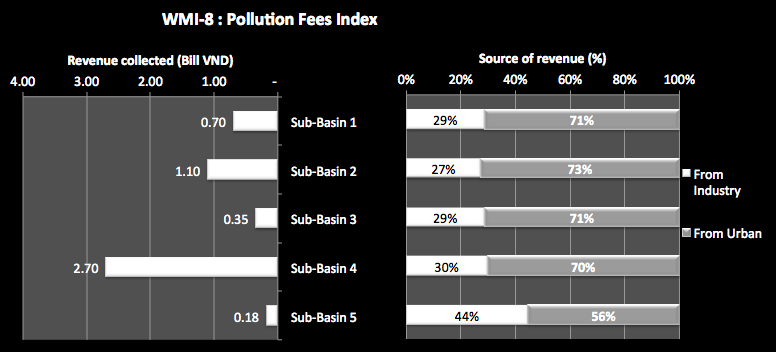 WMI-8 : Pollution Fees Index
Revenue collected (Bill VND)
4.00 3.00 2.00 1.00 -
0.70 Sub-Basin 1
1.10 Sub-Basin 2
0.35 Sub-Basin 3
2.70 Sub-Basin 4
0.18 Sub-Basin 5
Source of revenue (%)
0% 20% 40% 60% 80% 100%
29% 71%
27% 73%
29% 71%
30% 70%
44% 56%
From
Industry
From Urban